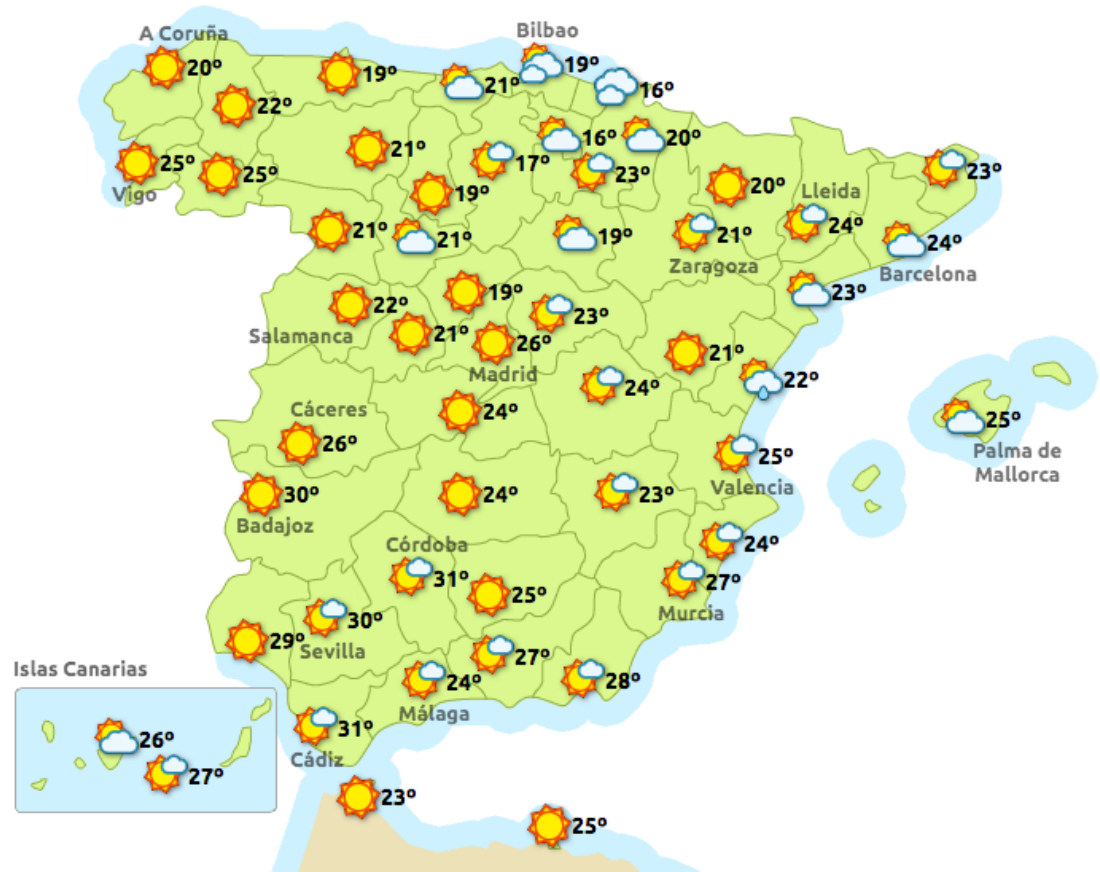 A Coruña
Bilbao
20º
19º
21º
19º
16º
22º
25º
25º
21º
17º
16º
20º
23º
23º
Vigo
19º
20º
Lleida
24º
21º
21º
19º
21º
24º
Zaragoza
Barcelona
22º
19º
23º
23º
Salamanca
21º
26º
21º
Madrid
24º
22º
Cáceres
24º
25º
26º
Palma de
Mallorca
25º
Valencia
30º
24º
23º
Badajoz
Córdoba
24º
31º
25º
27º
Murcia
30º
29º
Sevilla
27º
Islas Canarias
24º
28º
Málaga
31º
26º
Cádiz
27º
23º
25º